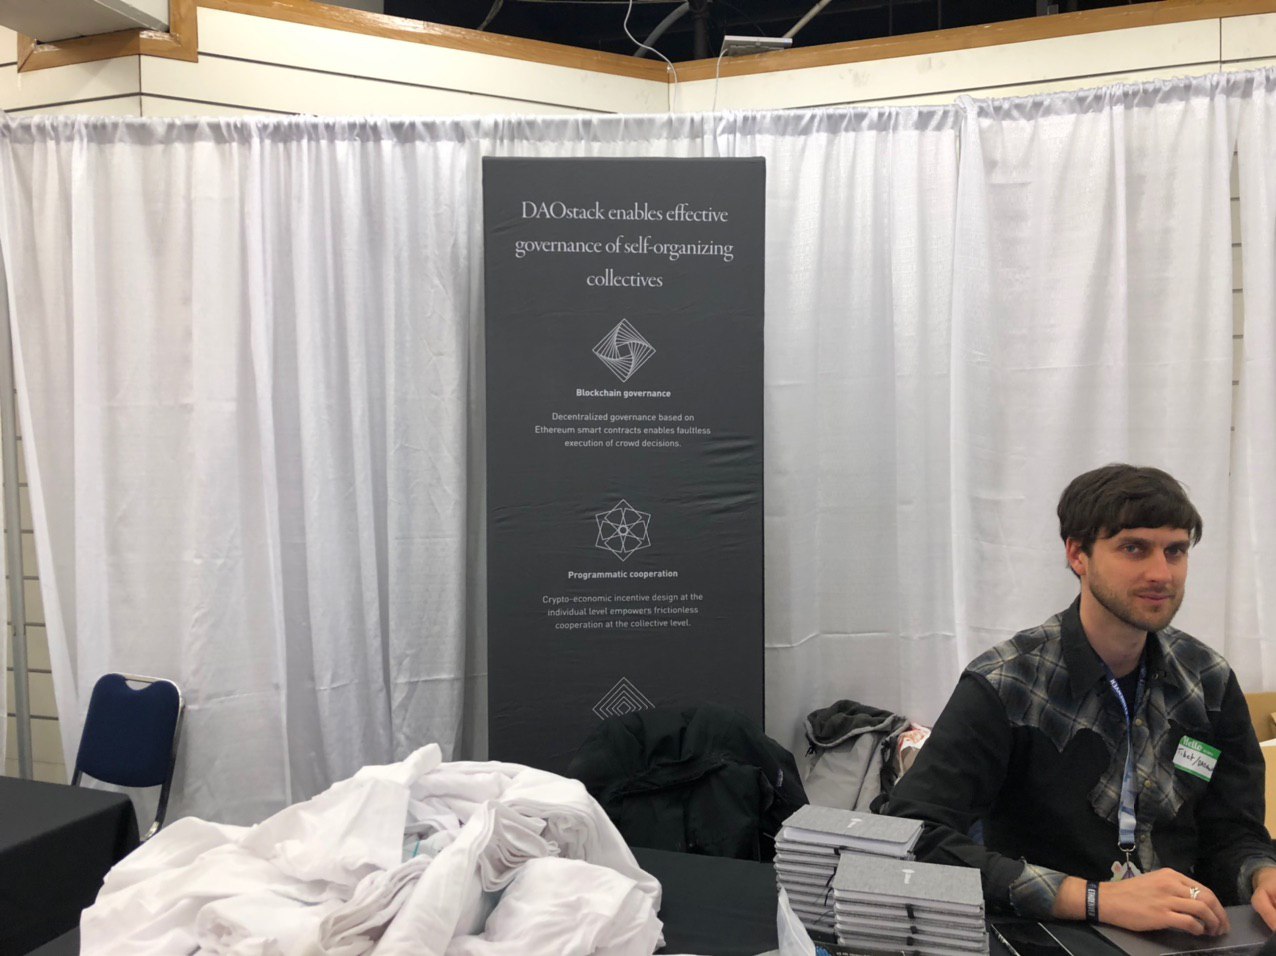 DAOstack enables effective
governance of self-organizing
collectives
Blockchain governance
Decentralized governance based on
Ethereum smart contracts enables faultless
execution of crowd decisions.
Programmatic cooperation
Crypto-economic incentive design at the
individual level empowers frictionless
cooperation at the collective level.
Hello